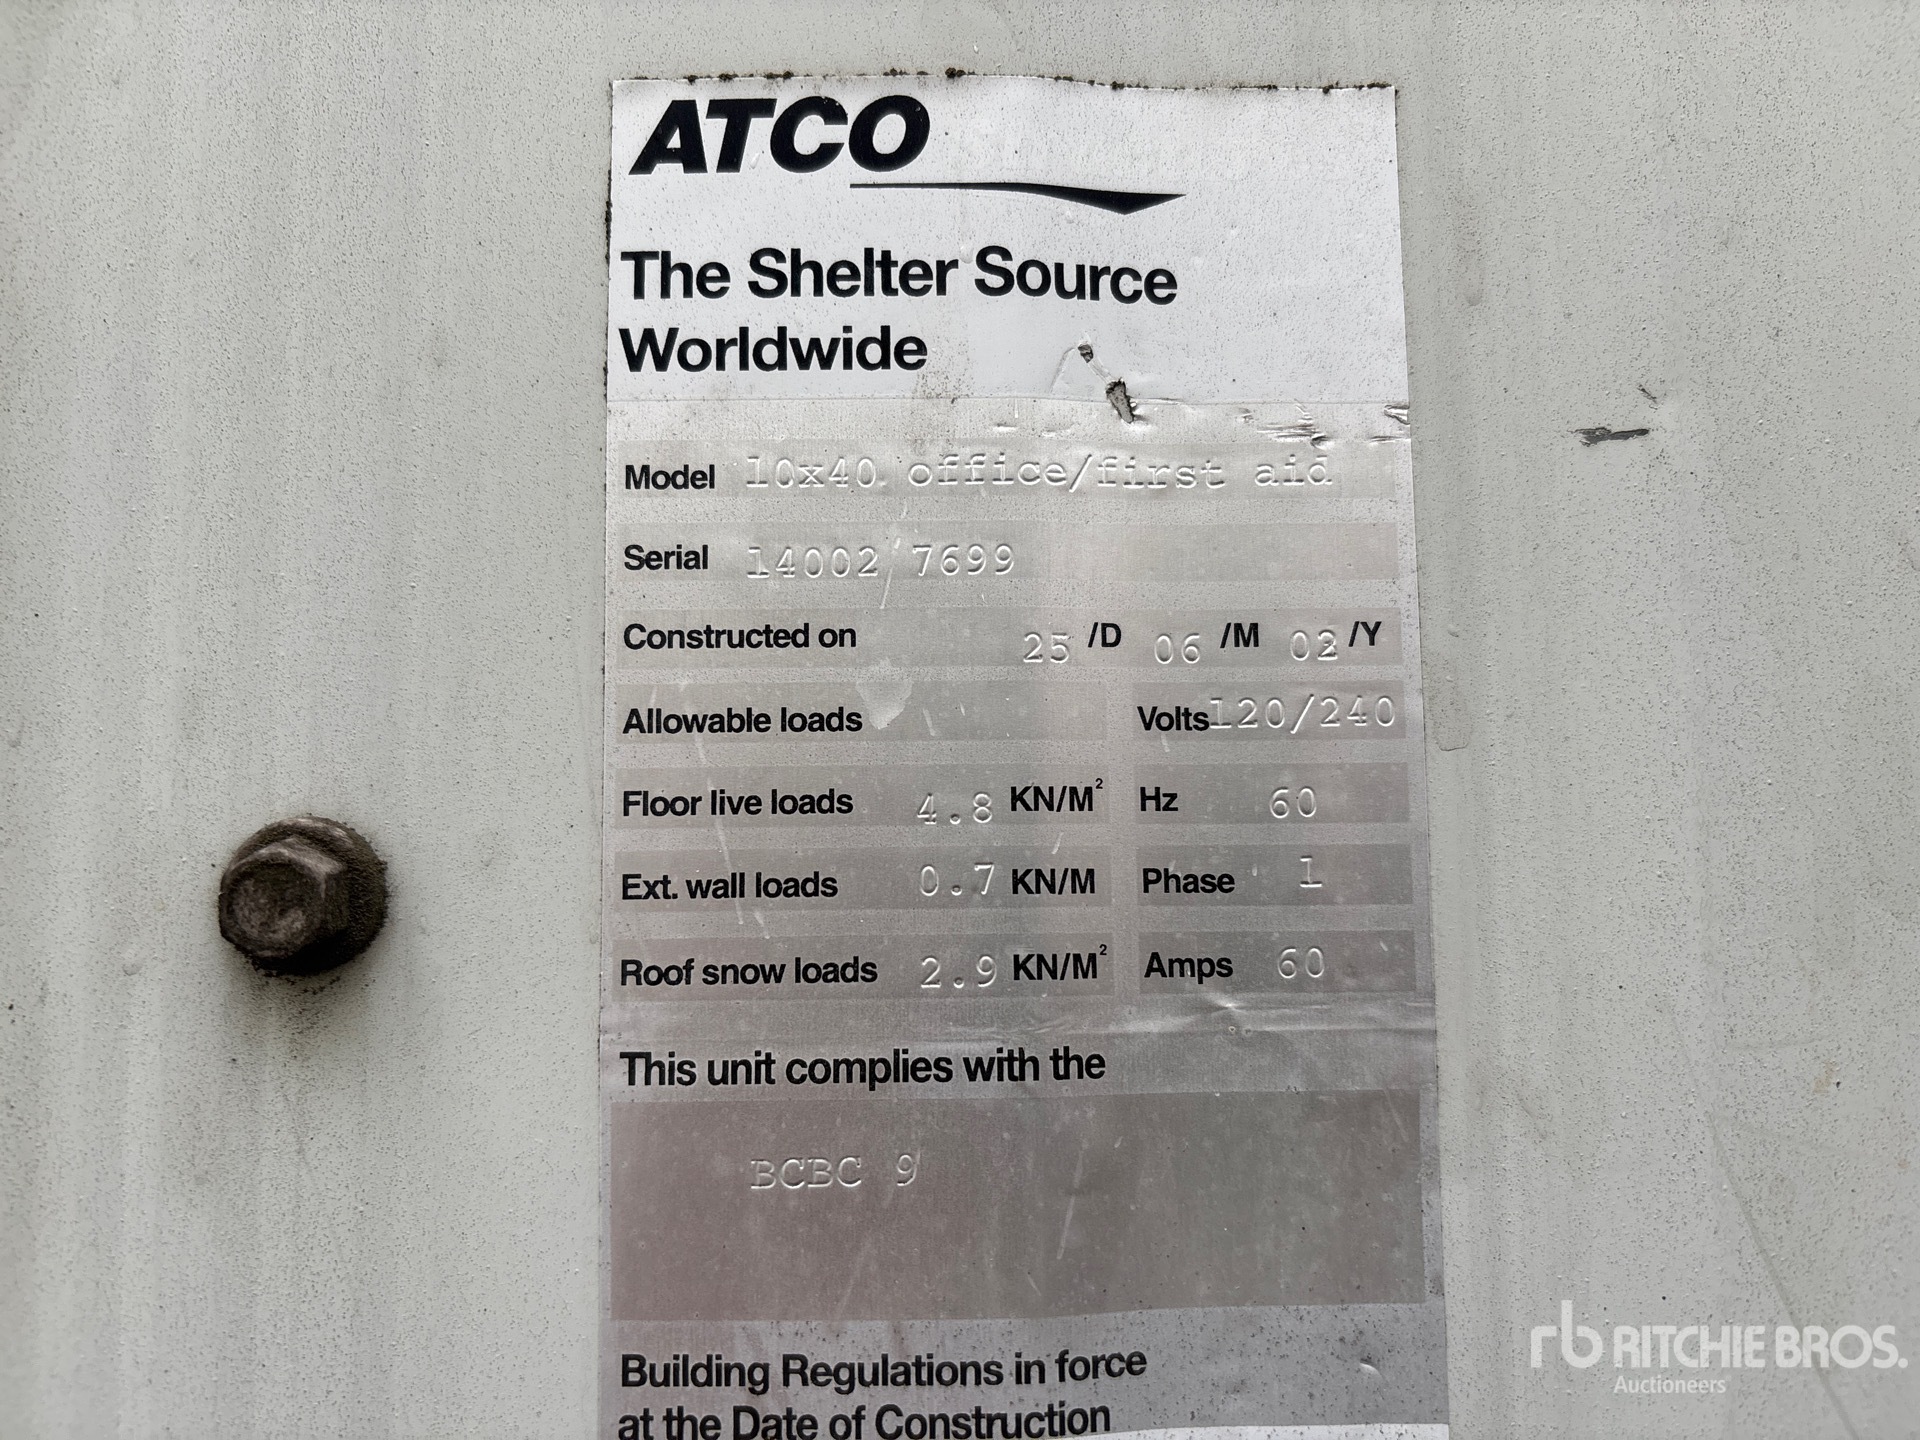 ATCO
The Shelter Source
Worldwide
Model 10x40 office/first aid
Serial 14002 7699
Constructed on 25 /D 06 /M 02 /Y
Allowable loads Volts 120/240
Floor live loads 4.8 KN/M² Hz 60
Ext. wall loads 0.7 KN/M Phase 1
Roof snow loads 2.9 KN/M² Amps 60
This unit complies with the
BCBC 9
Building Regulations in force
at the Date of Construction
rb RITCHIE BROS.
Auctioneers